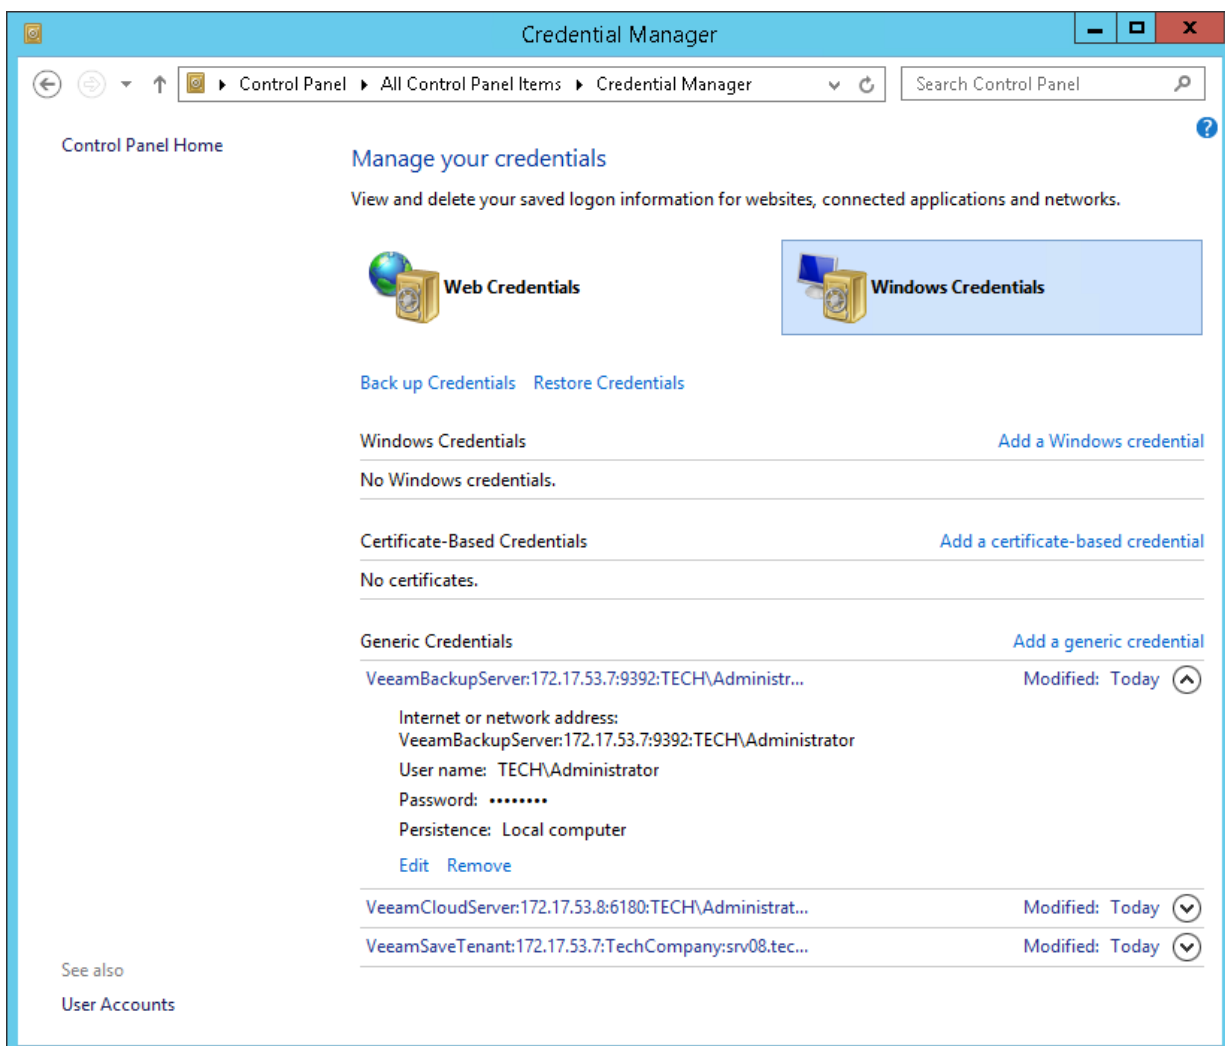 Credential Manager
Control Panel All Control Panel Items Credential Manager
Search Control Panel
Control Panel Home
Manage your credentials
View and delete your saved logon information for websites, connected applications and networks.
Web Credentials
Windows Credentials
Back up Credentials Restore Credentials
Windows Credentials Add a Windows credential
No Windows credentials.
Certificate-Based Credentials Add a certificate-based credential
No certificates.
Generic Credentials Add a generic credential
VeeamBackupServer:172.17.53.7:9392:TECH\Administr... Modified: Today
Internet or network address:
VeeamBackupServer:172.17.53.7:9392:TECH\Administrator
User name: TECH\Administrator
Password: ••••••••
Persistence: Local computer
Edit Remove
VeeamCloudServer:172.17.53.8:6180:TECH\Administrat... Modified: Today
VeeamSaveTenant:172.17.53.7:TechCompany:srv08.tec... Modified: Today
See also
User Accounts